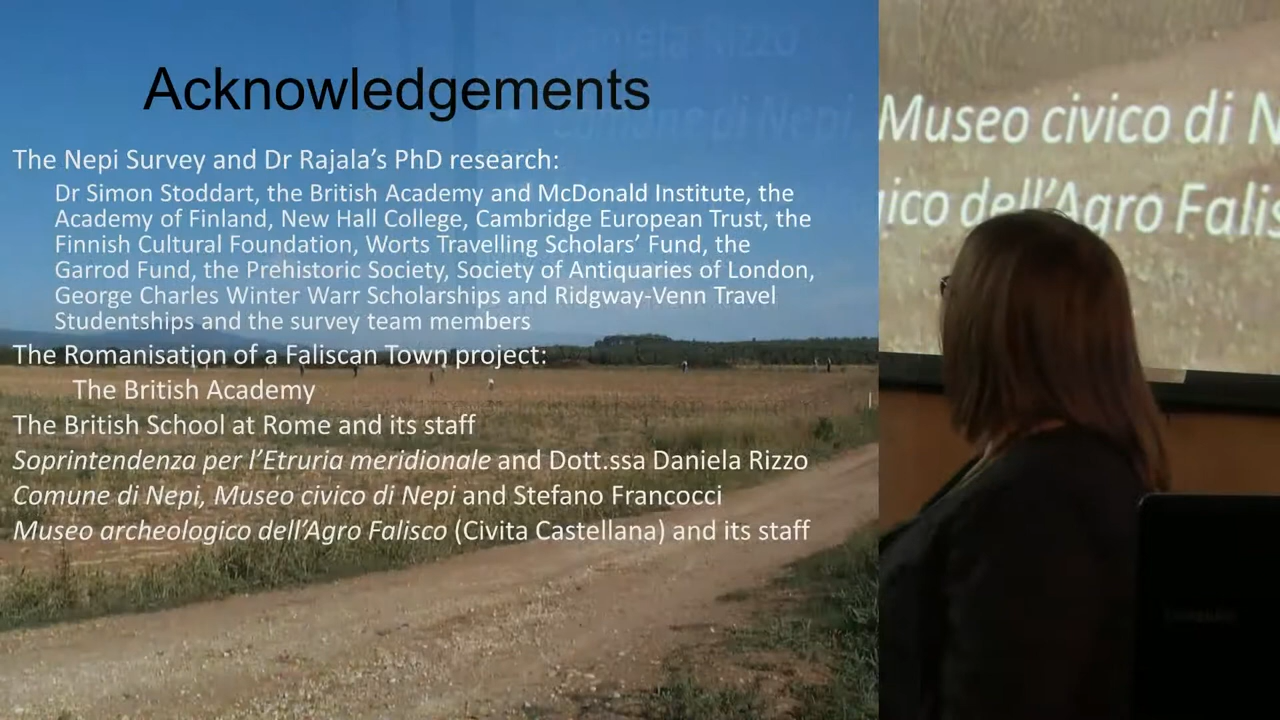 Acknowledgements
The Nepi Survey and Dr Rajala’s PhD research:
Dr Simon Stoddart, the British Academy and McDonald Institute, the
Academy of Finland, New Hall College, Cambridge European Trust, the
Finnish Cultural Foundation, Worts Travelling Scholars’ Fund, the
Garrod Fund, the Prehistoric Society, Society of Antiquaries of London,
George Charles Winter Warr Scholarships and Ridgway-Venn Travel
Studentships and the survey team members
The Romanisation of a Faliscan Town project:
The British Academy
The British School at Rome and its staff
Soprintendenza per l’Etruria meridionale and Dott.ssa Daniela Rizzo
Comune di Nepi, Museo civico di Nepi and Stefano Francocci
Museo archeologico dell’Agro Falisco (Civita Castellana) and its staff
Daniela Rizzo
Comune di Nepi,
Museo civico di N
gico dell’Agro Falis